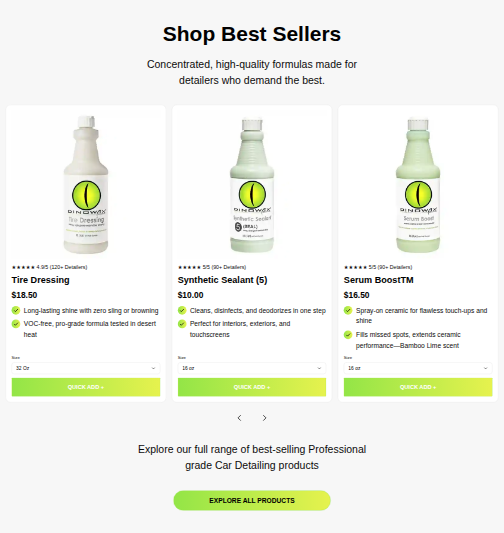 Shop Best Sellers
Concentrated, high-quality formulas made for
detailers who demand the best.
DINOWAX
Tire Dressing
★★★★★ 4.9/5 (120+ Detailers)
Tire Dressing
$18.50
Long-lasting shine with zero sling or browning
VOC-free, pro-grade formula tested in desert
heat
Size
32 Oz
QUICK ADD +
DINOWAX
Synthetic Sealant
★★★★★ 5/5 (90+ Detailers)
Synthetic Sealant (5)
$10.00
Cleans, disinfects, and deodorizes in one step
Perfect for interiors, exteriors, and
touchscreens
Size
16 oz
QUICK ADD +
DINOWAX
Serum Boost
★★★★★ 5/5 (90+ Detailers)
Serum BoostTM
$16.50
Spray-on ceramic for flawless touch-ups and
shine
Fills missed spots, extends ceramic
performance—Bamboo Lime scent
Size
16 oz
QUICK ADD +
Explore our full range of best-selling Professional
grade Car Detailing products
EXPLORE ALL PRODUCTS